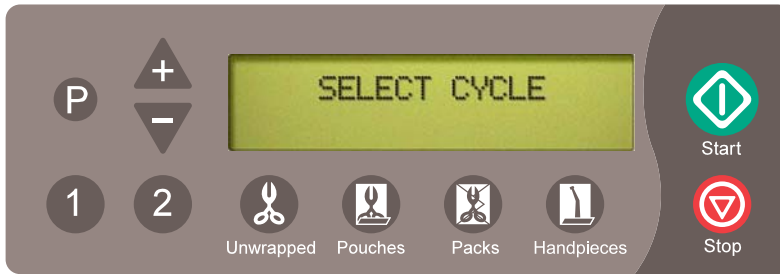 SELECT CYCLE
P
+
−
Start
1
2
Unwrapped
Pouches
Packs
Handpieces
Stop